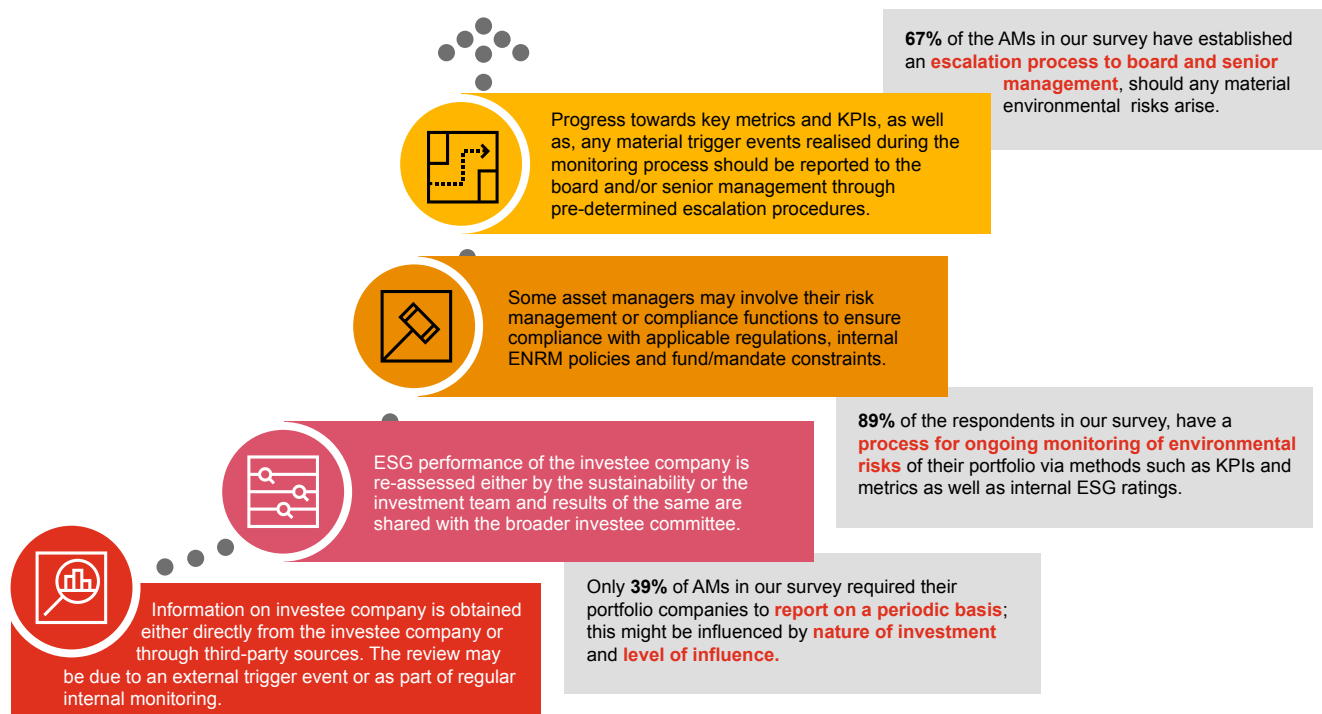 67% of the AMs in our survey have established
an escalation process to board and senior
management, should any material
environmental risks arise.
Progress towards key metrics and KPIs, as well
as, any material trigger events realised during the
monitoring process should be reported to the
board and/or senior management through
pre-determined escalation procedures.
Some asset managers may involve their risk
management or compliance functions to ensure
compliance with applicable regulations, internal
ENRM policies and fund/mandate constraints.
89% of the respondents in our survey, have a
process for ongoing monitoring of environmental
risks of their portfolio via methods such as KPIs and
metrics as well as internal ESG ratings.
ESG performance of the investee company is
re-assessed either by the sustainability or the
investment team and results of the same are
shared with the broader investee committee.
Only 39% of AMs in our survey required their
portfolio companies to report on a periodic basis;
this might be influenced by nature of investment
and level of influence.
Information on investee company is obtained
either directly from the investee company or
through third-party sources. The review may
be due to an external trigger event or as part of regular
internal monitoring.